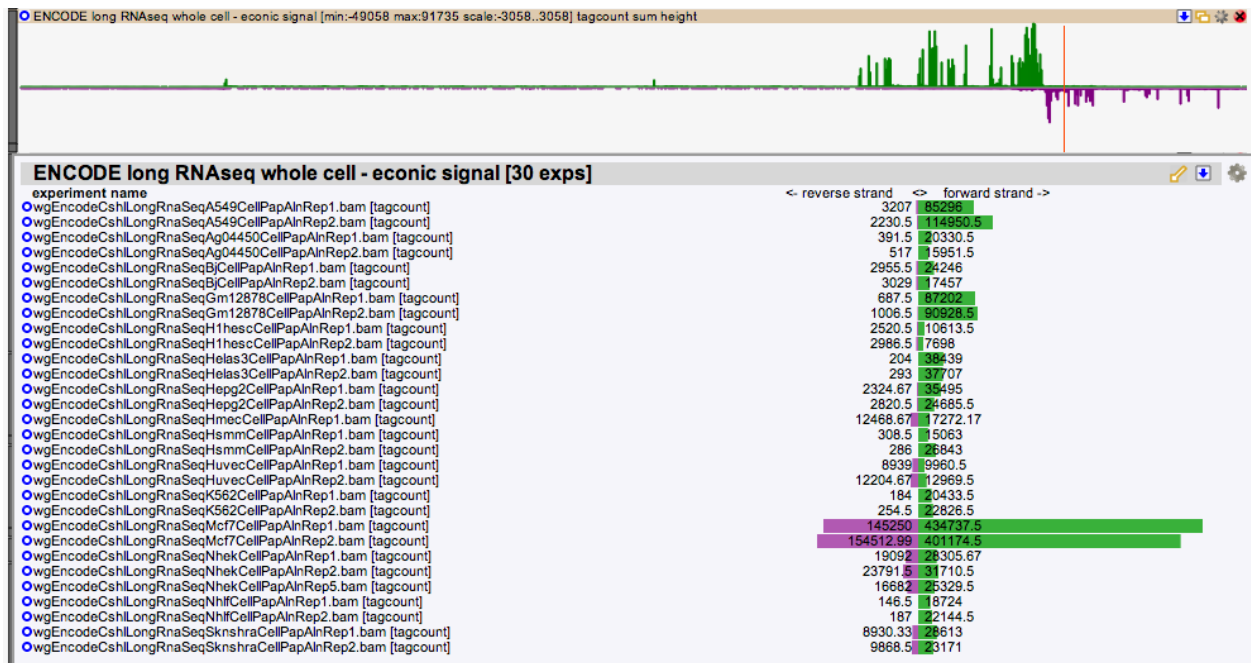 ENCODE long RNAseq whole cell - econic signal [min:-49058 max:91735 scale:-3058..3058] tagcount sum height
ENCODE long RNAseq whole cell - econic signal [30 exps]
experiment name <- reverse strand <> forward strand ->
wgEncodeCshlLongRnaSeqA549CellPapAlnRep1.bam [tagcount] 3207 85296
wgEncodeCshlLongRnaSeqA549CellPapAlnRep2.bam [tagcount] 2230.5 114950.5
wgEncodeCshlLongRnaSeqAg04450CellPapAlnRep1.bam [tagcount] 391.5 20330.5
wgEncodeCshlLongRnaSeqAg04450CellPapAlnRep2.bam [tagcount] 517 15951.5
wgEncodeCshlLongRnaSeqBjCellPapAlnRep1.bam [tagcount] 2955.5 24246
wgEncodeCshlLongRnaSeqBjCellPapAlnRep2.bam [tagcount] 3029 17457
wgEncodeCshlLongRnaSeqGm12878CellPapAlnRep1.bam [tagcount] 687.5 87202
wgEncodeCshlLongRnaSeqGm12878CellPapAlnRep2.bam [tagcount] 1006.5 90928.5
wgEncodeCshlLongRnaSeqH1hescCellPapAlnRep1.bam [tagcount] 2520.5 10613.5
wgEncodeCshlLongRnaSeqH1hescCellPapAlnRep2.bam [tagcount] 2986.5 7698
wgEncodeCshlLongRnaSeqHelas3CellPapAlnRep1.bam [tagcount] 204 38439
wgEncodeCshlLongRnaSeqHelas3CellPapAlnRep2.bam [tagcount] 293 37707
wgEncodeCshlLongRnaSeqHepg2CellPapAlnRep1.bam [tagcount] 2324.67 35495
wgEncodeCshlLongRnaSeqHepg2CellPapAlnRep2.bam [tagcount] 2820.5 24685.5
wgEncodeCshlLongRnaSeqHmecCellPapAlnRep1.bam [tagcount] 12468.67 17272.17
wgEncodeCshlLongRnaSeqHsmmCellPapAlnRep1.bam [tagcount] 308.5 15063
wgEncodeCshlLongRnaSeqHsmmCellPapAlnRep2.bam [tagcount] 286 26843
wgEncodeCshlLongRnaSeqHuvecCellPapAlnRep1.bam [tagcount] 8939 9960.5
wgEncodeCshlLongRnaSeqHuvecCellPapAlnRep2.bam [tagcount] 12204.67 12969.5
wgEncodeCshlLongRnaSeqK562CellPapAlnRep1.bam [tagcount] 184 20433.5
wgEncodeCshlLongRnaSeqK562CellPapAlnRep2.bam [tagcount] 254.5 22826.5
wgEncodeCshlLongRnaSeqMcf7CellPapAlnRep1.bam [tagcount] 145250 434737.5
wgEncodeCshlLongRnaSeqMcf7CellPapAlnRep2.bam [tagcount] 154512.99 401174.5
wgEncodeCshlLongRnaSeqNhekCellPapAlnRep1.bam [tagcount] 19092 28305.67
wgEncodeCshlLongRnaSeqNhekCellPapAlnRep2.bam [tagcount] 23791.5 31710.5
wgEncodeCshlLongRnaSeqNhekCellPapAlnRep5.bam [tagcount] 16682 25329.5
wgEncodeCshlLongRnaSeqNhlfCellPapAlnRep1.bam [tagcount] 146.5 18724
wgEncodeCshlLongRnaSeqNhlfCellPapAlnRep2.bam [tagcount] 187 22144.5
wgEncodeCshlLongRnaSeqSknshraCellPapAlnRep1.bam [tagcount] 8930.33 28613
wgEncodeCshlLongRnaSeqSknshraCellPapAlnRep2.bam [tagcount] 9868.5 23171